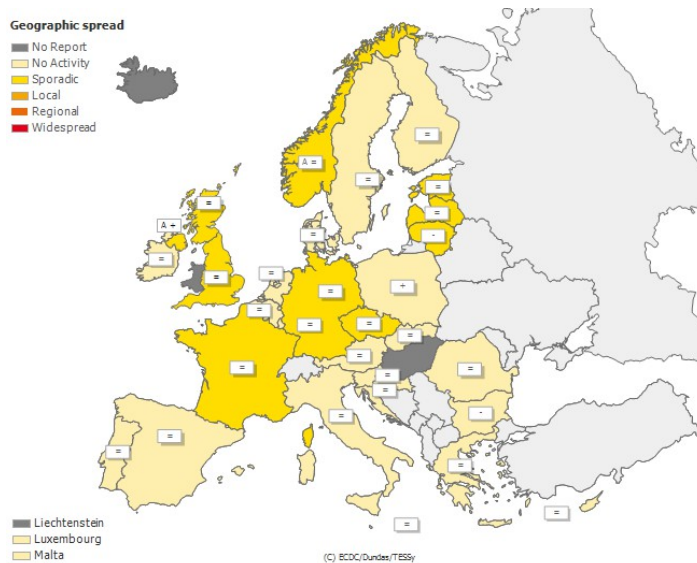 Geographic spread
No Report
No Activity
Sporadic
Local
Regional
Widespread
=
A =
=
=
=
=
A +
=
-
=
=
=
=
+
=
=
=
=
=
=
=
=
=
=
=
-
=
=
=
=
=
Liechtenstein
Luxembourg
Malta
(C) ECDC/Dundas/TESSy